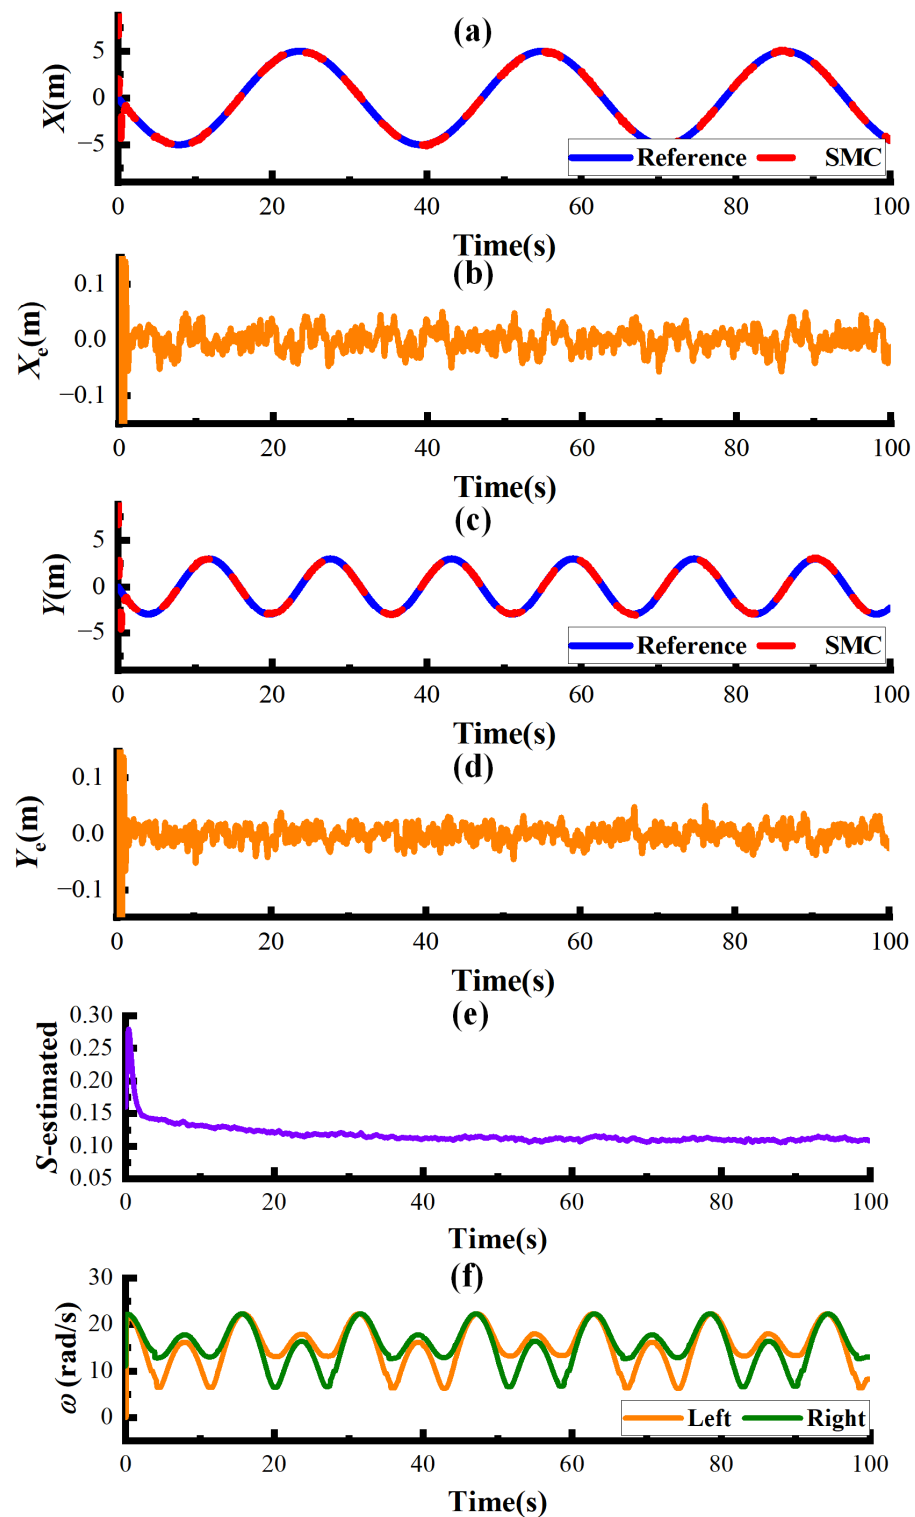 (a)
X(m)
5
0
−5
Reference SMC
0 20 40 60 80 100
Time(s)
(b)
Xe(m)
0.1
0.0
−0.1
0 20 40 60 80 100
Time(s)
(c)
Y(m)
5
0
−5
Reference SMC
0 20 40 60 80 100
Time(s)
(d)
Ye(m)
0.1
0.0
−0.1
0 20 40 60 80 100
Time(s)
(e)
S-estimated
0.30
0.25
0.20
0.15
0.10
0.05
0 20 40 60 80 100
Time(s)
(f)
ω (rad/s)
30
20
10
0
Left Right
0 20 40 60 80 100
Time(s)